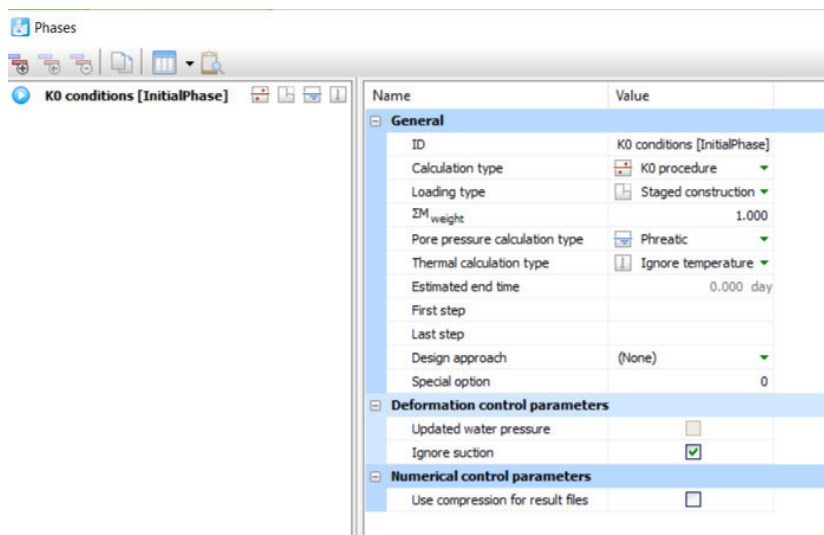 Phases
K0 conditions [InitialPhase]
Name Value
General
ID K0 conditions [InitialPhase]
Calculation type K0 procedure
Loading type Staged construction
ΣM weight 1.000
Pore pressure calculation type Phreatic
Thermal calculation type Ignore temperature
Estimated end time 0.000 day
First step
Last step
Design approach (None)
Special option 0
Deformation control parameters
Updated water pressure
Ignore suction
Numerical control parameters
Use compression for result files